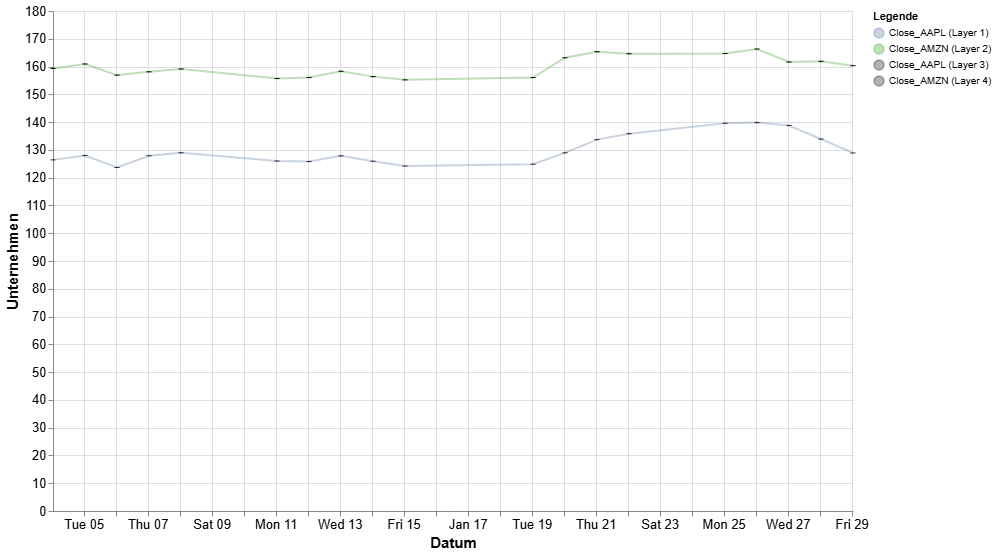 180
170
160
150
140
130
120
110
100
90
80
70
60
50
40
30
20
10
0
Unternehmen
Tue 05 Thu 07 Sat 09 Mon 11 Wed 13 Fri 15 Jan 17 Tue 19 Thu 21 Sat 23 Mon 25 Wed 27 Fri 29
Datum
Legende
Close_AAPL (Layer 1)
Close_AMZN (Layer 2)
Close_AAPL (Layer 3)
Close_AMZN (Layer 4)